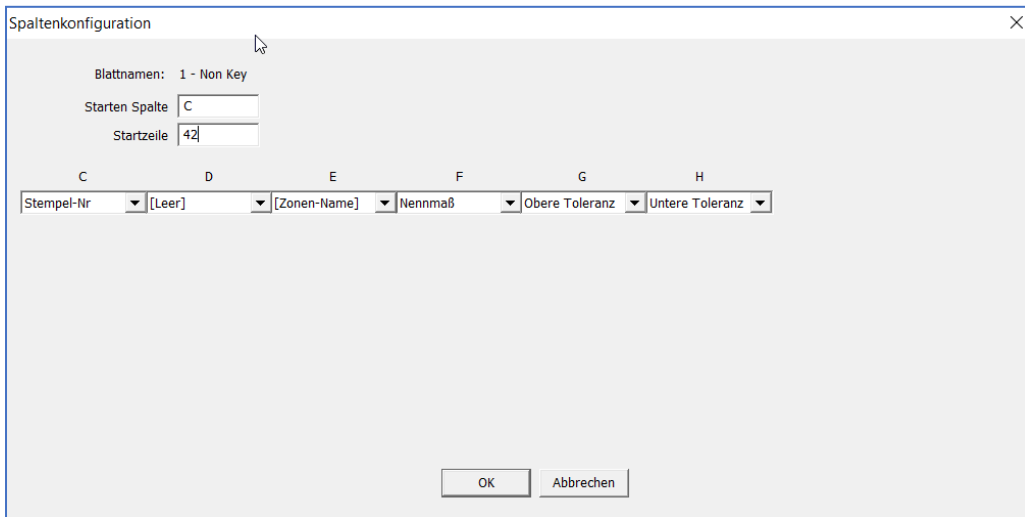 Spaltenkonfiguration
Blattnamen: 1 - Non Key
Starten Spalte C
Startzeile 42
C D E F G H
Stempel-Nr [Leer] [Zonen-Name] Nennmaß Obere Toleranz Untere Toleranz
OK Abbrechen